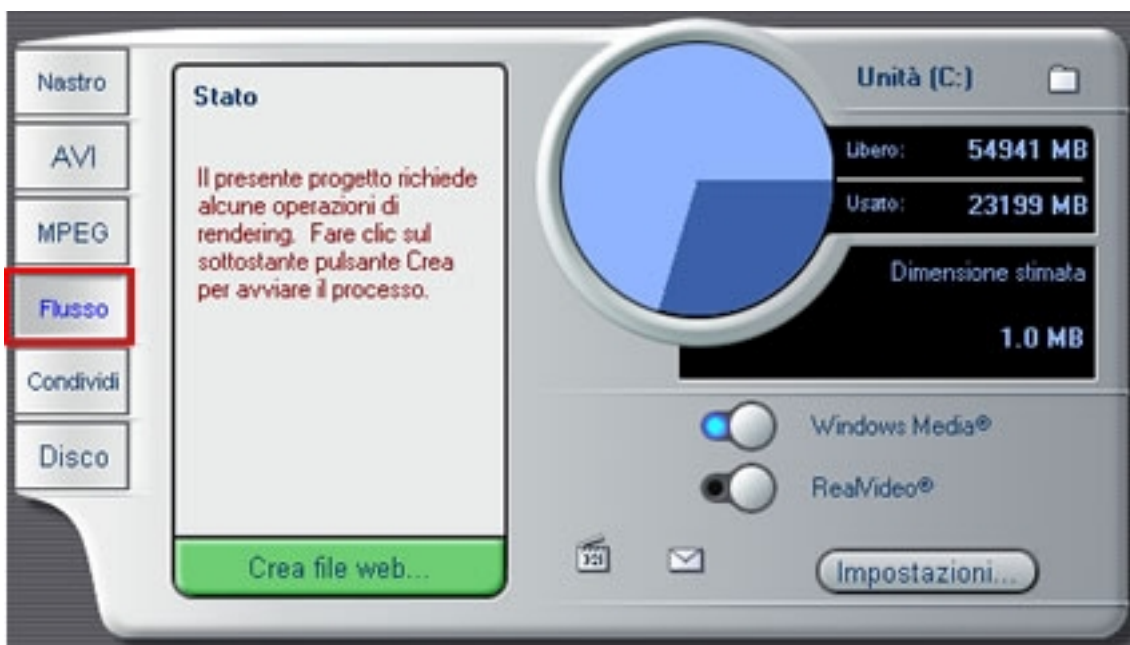 Nastro
AVI
MPEG
Flusso
Condividi
Disco
Stato
Il presente progetto richiede
alcune operazioni di
rendering. Fare clic sul
sottostante pulsante Crea
per avviare il processo.
Crea file web...
Unità (C:)
Libero: 54941 MB
Usato: 23199 MB
Dimensione stimata
1.0 MB
Windows Media®
RealVideo®
Impostazioni...